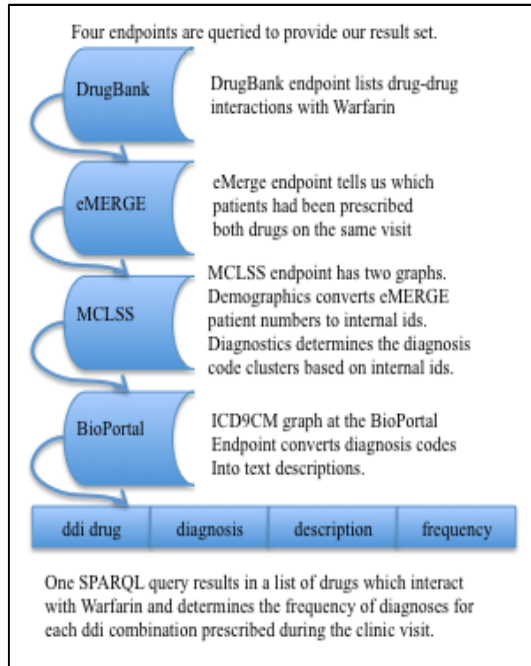 Four endpoints are queried to provide our result set.
DrugBank
DrugBank endpoint lists drug-drug
interactions with Warfarin
eMERGE
eMerge endpoint tells us which
patients had been prescribed
both drugs on the same visit
MCLSS
MCLSS endpoint has two graphs.
Demographics converts eMERGE
patient numbers to internal ids.
Diagnostics determines the diagnosis
code clusters based on internal ids.
BioPortal
ICD9CM graph at the BioPortal
Endpoint converts diagnosis codes
Into text descriptions.
ddi drug diagnosis description frequency
One SPARQL query results in a list of drugs which interact
with Warfarin and determines the frequency of diagnoses for
each ddi combination prescribed during the clinic visit.